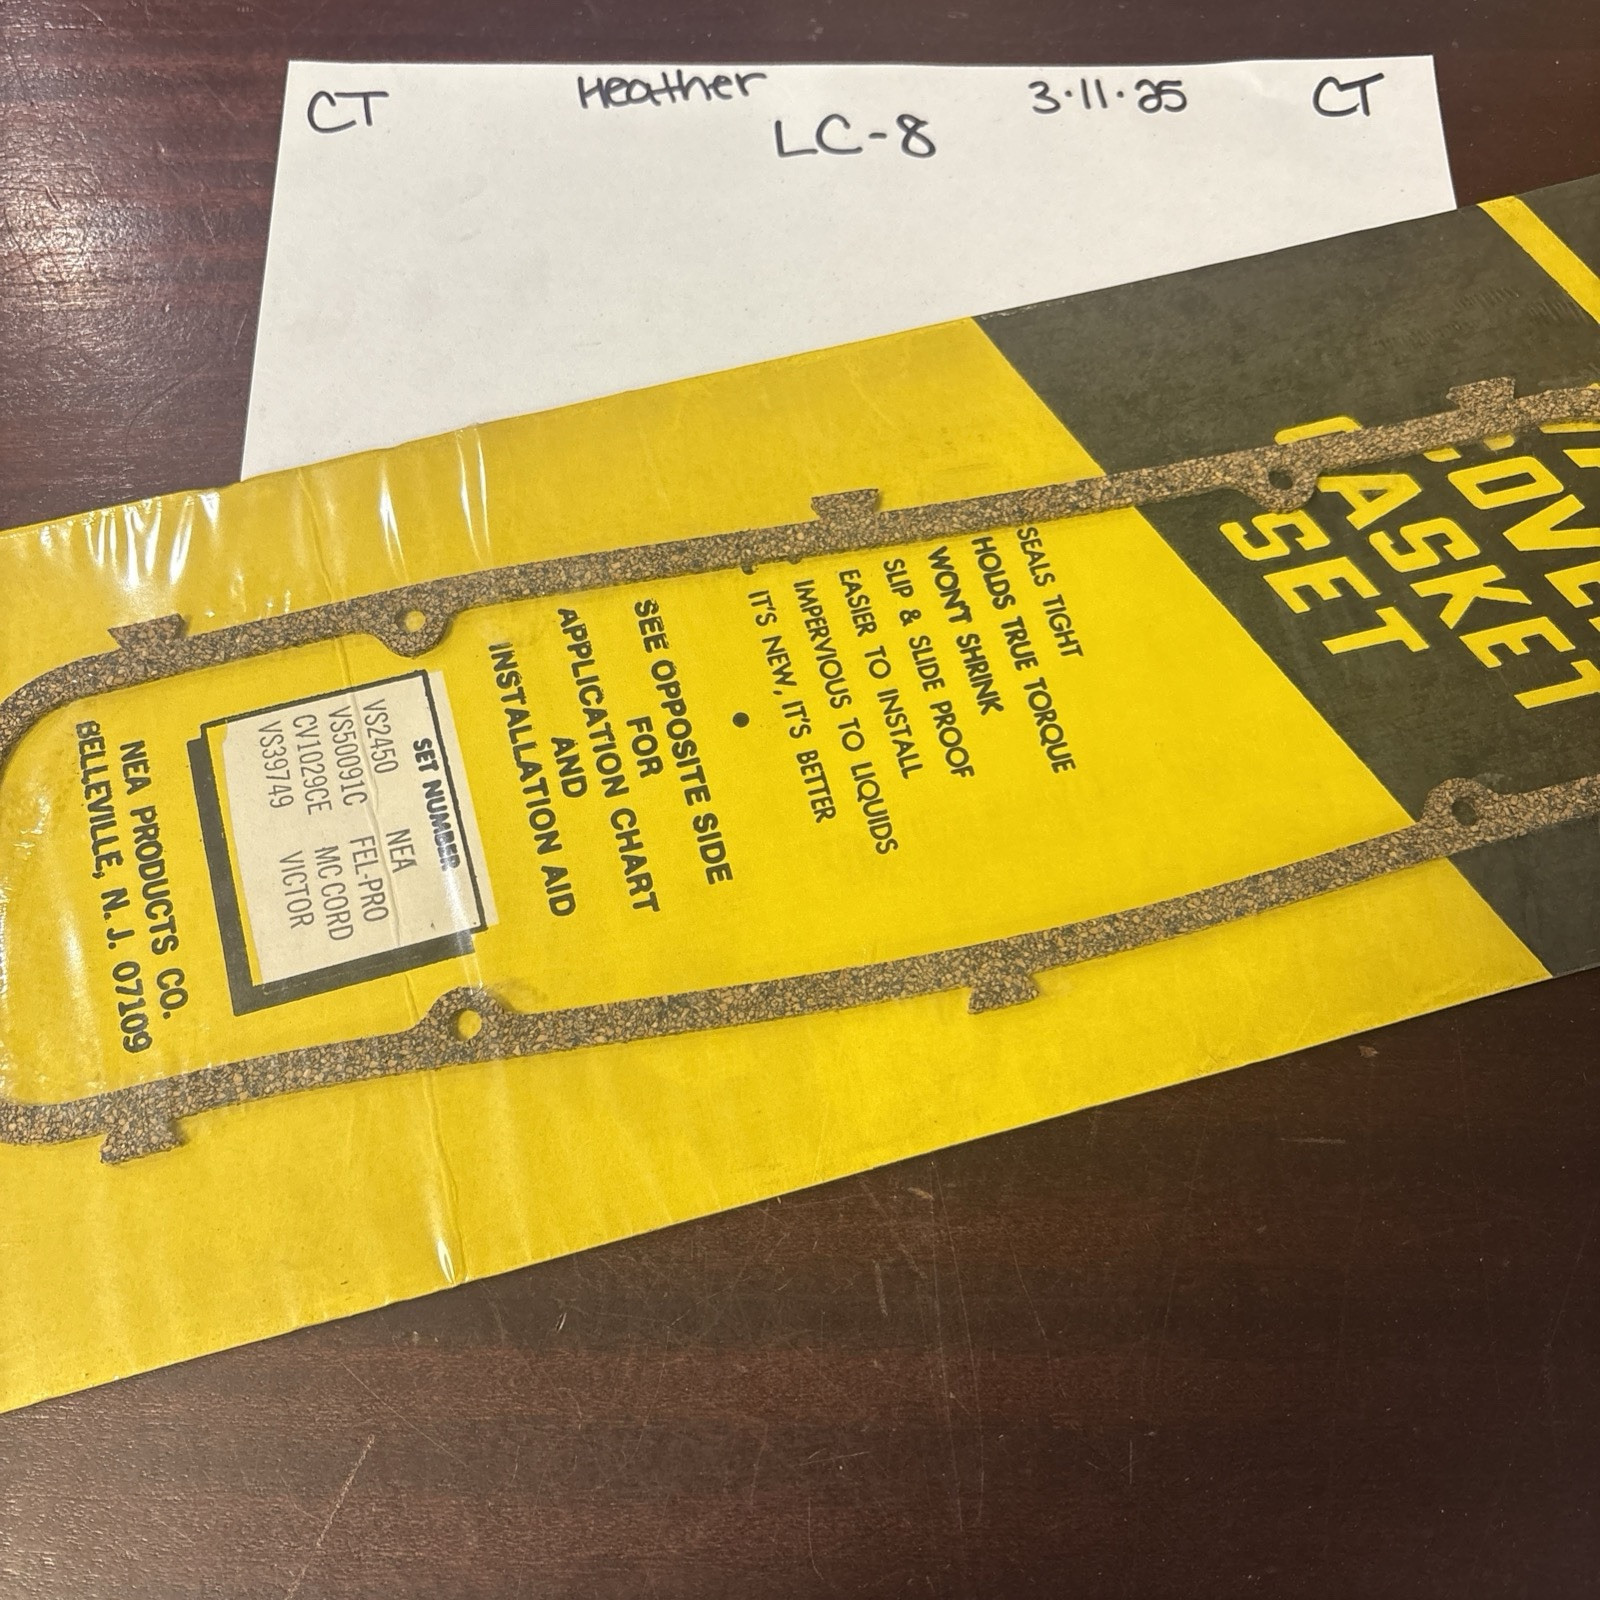 CT Heather 3·11·25 CT
LC-8
COVE
GASKET
SET
SEALS TIGHT
HOLDS TRUE TORQUE
WON'T SHRINK
SLIP & SLIDE PROOF
EASIER TO INSTALL
IMPERVIOUS TO LIQUIDS
IT'S NEW, IT'S BETTER
SEE OPPOSITE SIDE
FOR
APPLICATION CHART
AND
INSTALLATION AID
SET NUMBER
VS2450 NEA
VS50091C FEL-PRO
CV1029CE MC CORD
VS39749 VICTOR
NEA PRODUCTS CO.
BELLEVILLE, N. J. 07109